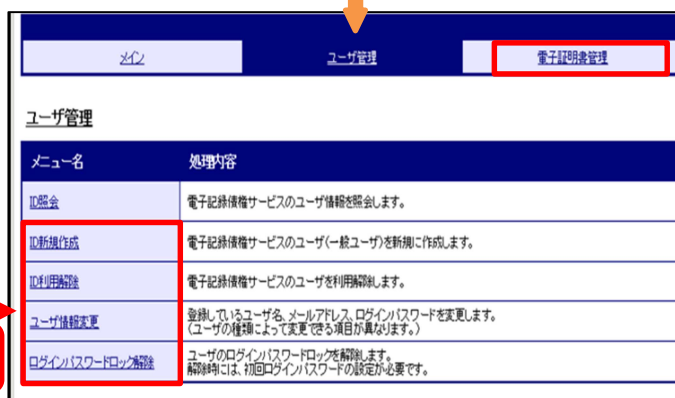 メイン
ユーザ管理
電子証明書管理
ユーザ管理
メニュー名
処理内容
ID照会
電子記録債権サービスのユーザ情報を照会します。
ID新規作成
電子記録債権サービスのユーザ(一般ユーザ)を新規に作成します。
ID利用解除
電子記録債権サービスのユーザを利用解除します。
ユーザ情報変更
登録しているユーザ名、メールアドレス、ログインパスワードを変更します。
(ユーザの種類によって変更できる項目が異なります。)
ログインパスワードロック解除
ユーザのログインパスワードロックを解除します。
解除時には、初回ログインパスワードの設定が必要です。